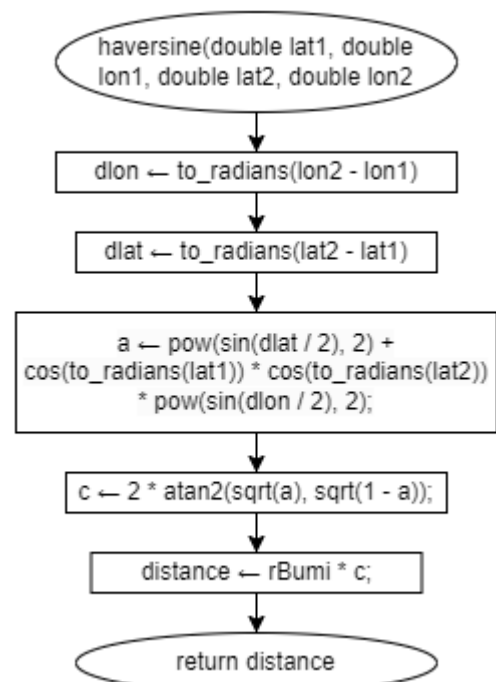 haversine(double lat1, double
lon1, double lat2, double lon2
dlon ← to_radians(lon2 - lon1)
dlat ← to_radians(lat2 - lat1)
a ← pow(sin(dlat / 2), 2) +
cos(to_radians(lat1)) * cos(to_radians(lat2))
* pow(sin(dlon / 2), 2);
c ← 2 * atan2(sqrt(a), sqrt(1 - a));
distance ← rBumi * c;
return distance